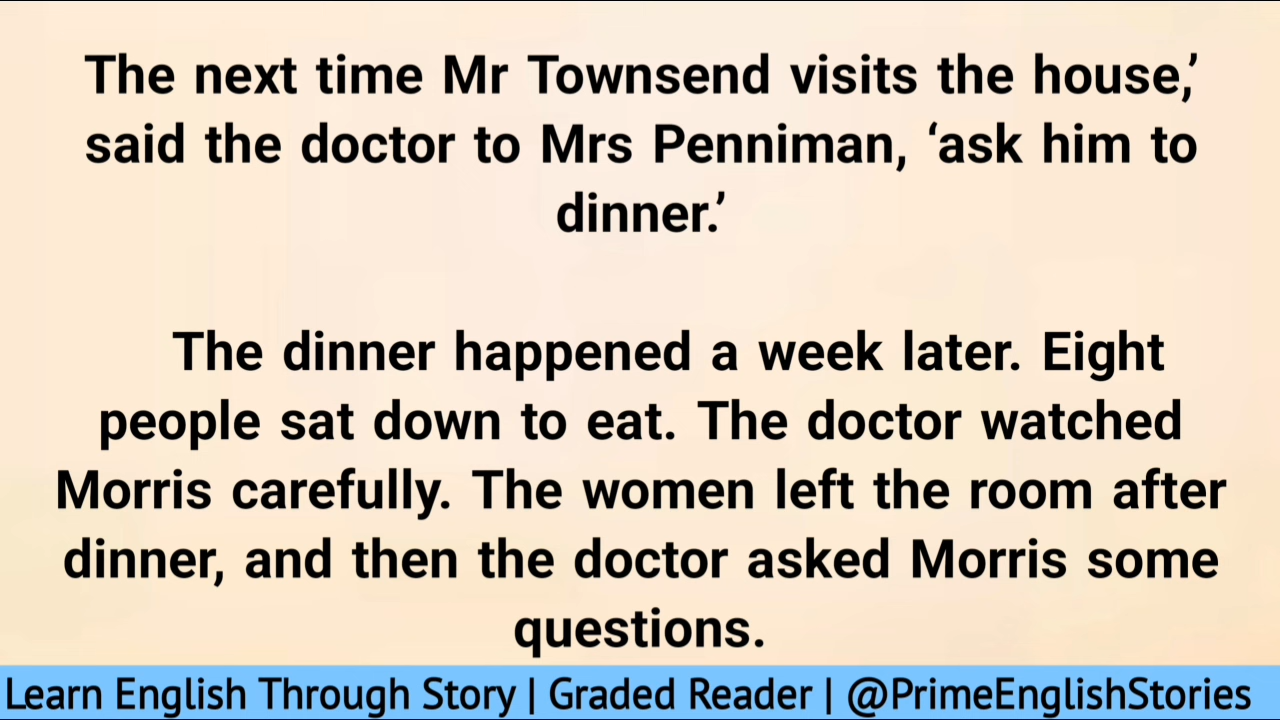 The next time Mr Townsend visits the house,’
said the doctor to Mrs Penniman, ‘ask him to
dinner.’
The dinner happened a week later. Eight
people sat down to eat. The doctor watched
Morris carefully. The women left the room after
dinner, and then the doctor asked Morris some
questions.
Learn English Through Story | Graded Reader | @PrimeEnglishStories